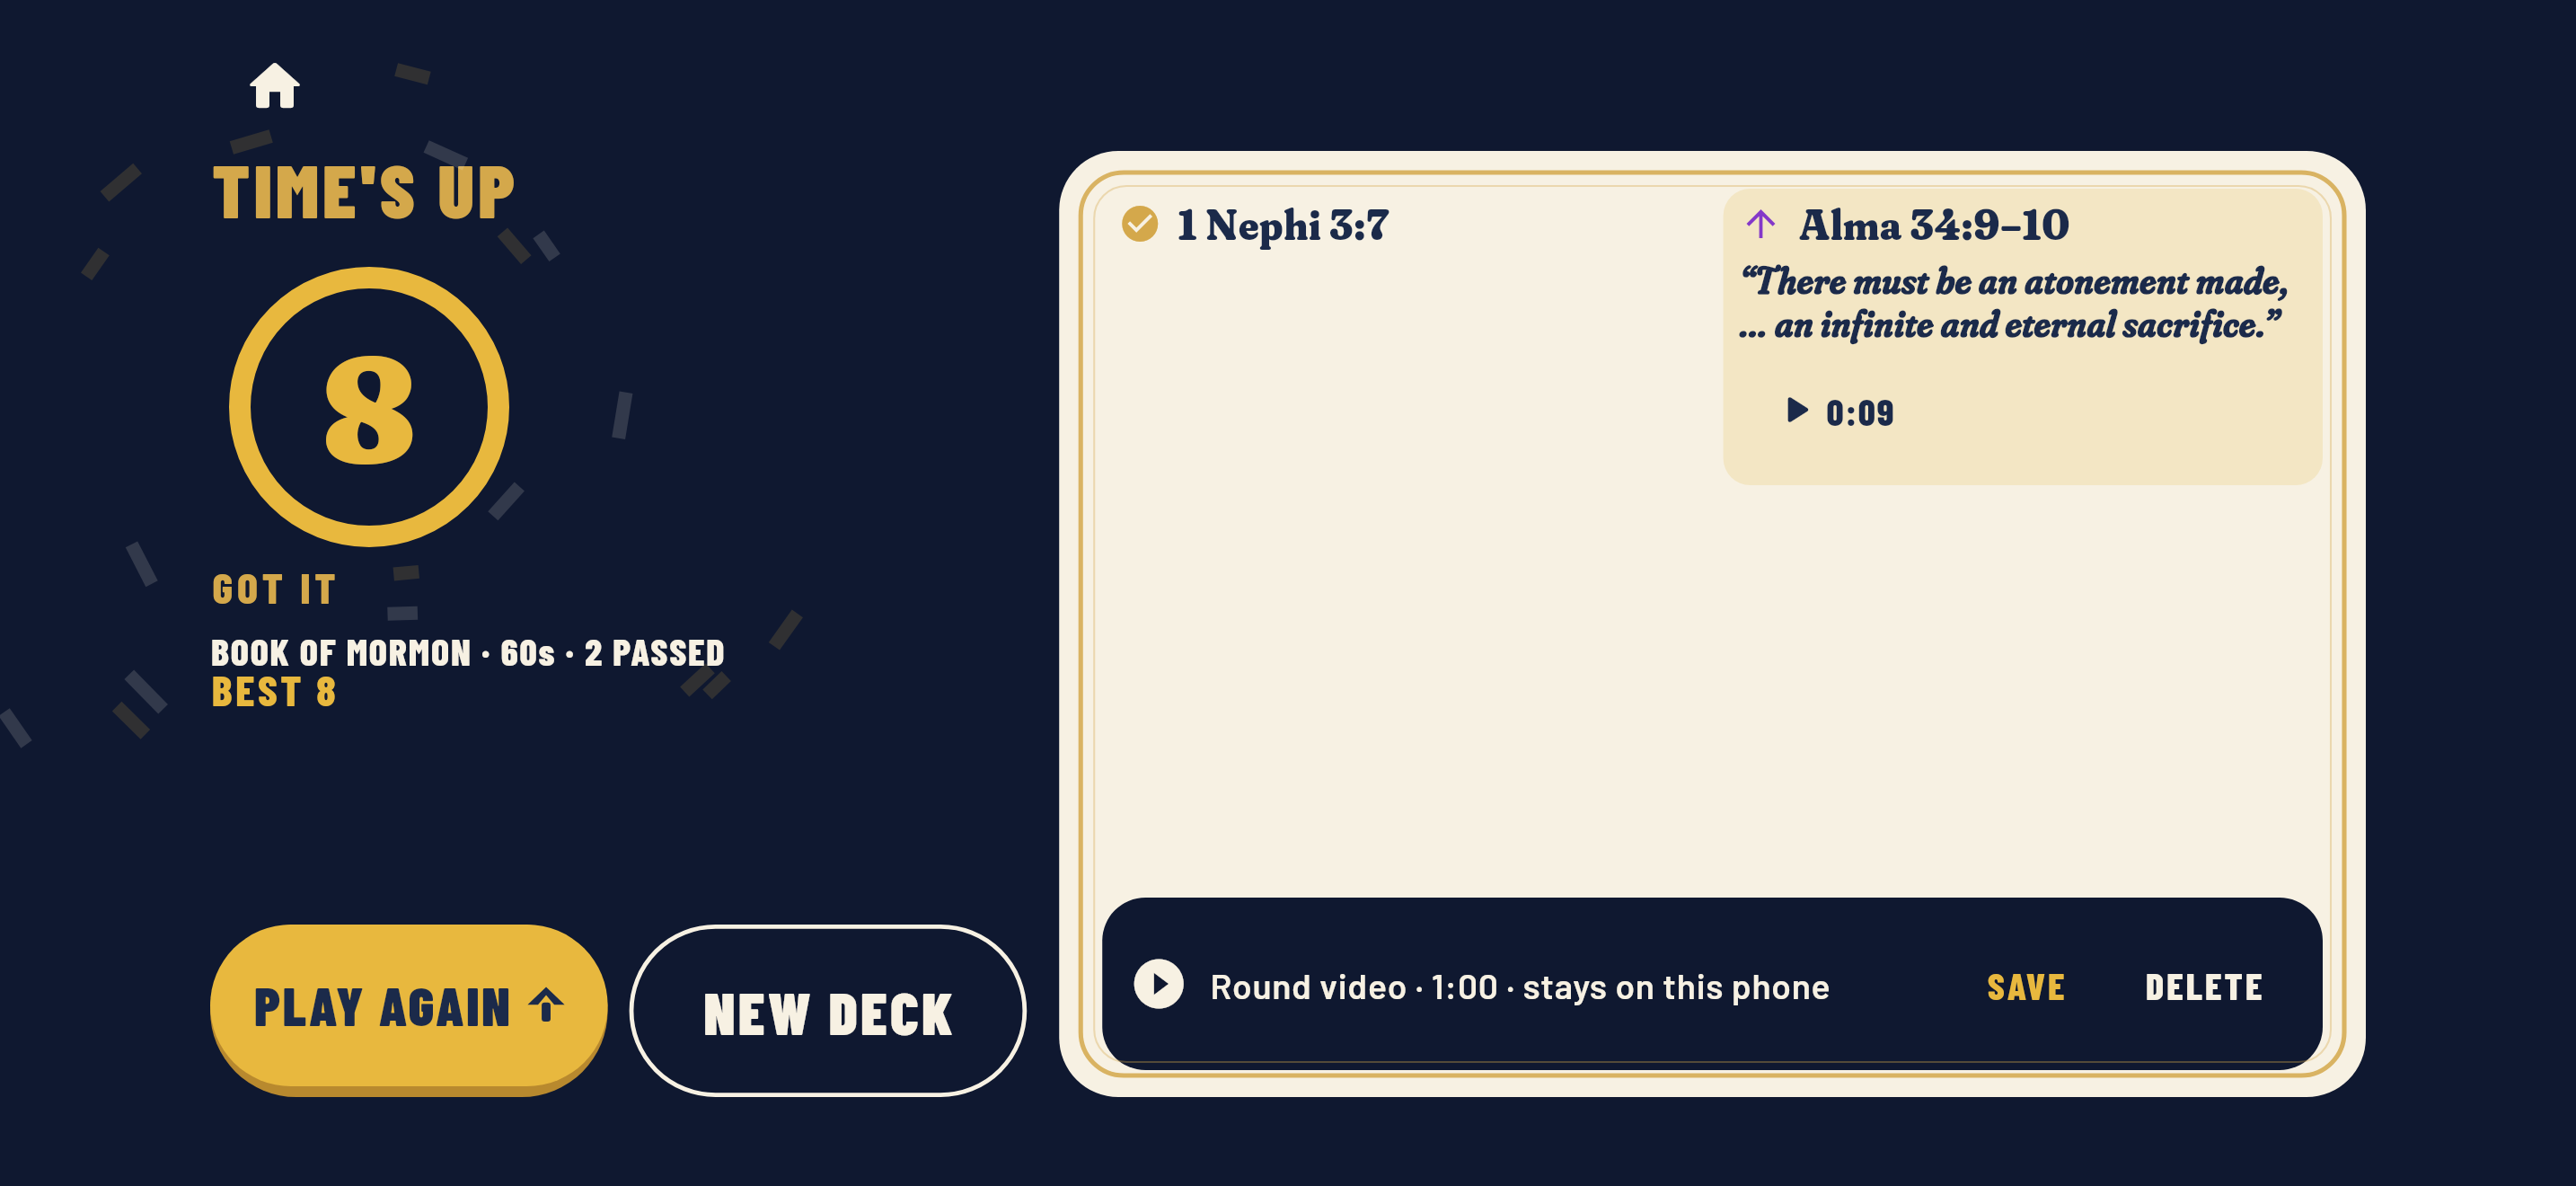 TIME'S UP
8
GOT IT
BOOK OF MORMON · 60s · 2 PASSED
BEST 8
PLAY AGAIN
NEW DECK
1 Nephi 3:7
Alma 34:9–10
“There must be an atonement made,
... an infinite and eternal sacrifice.”
0:09
Round video · 1:00 · stays on this phone
SAVE
DELETE